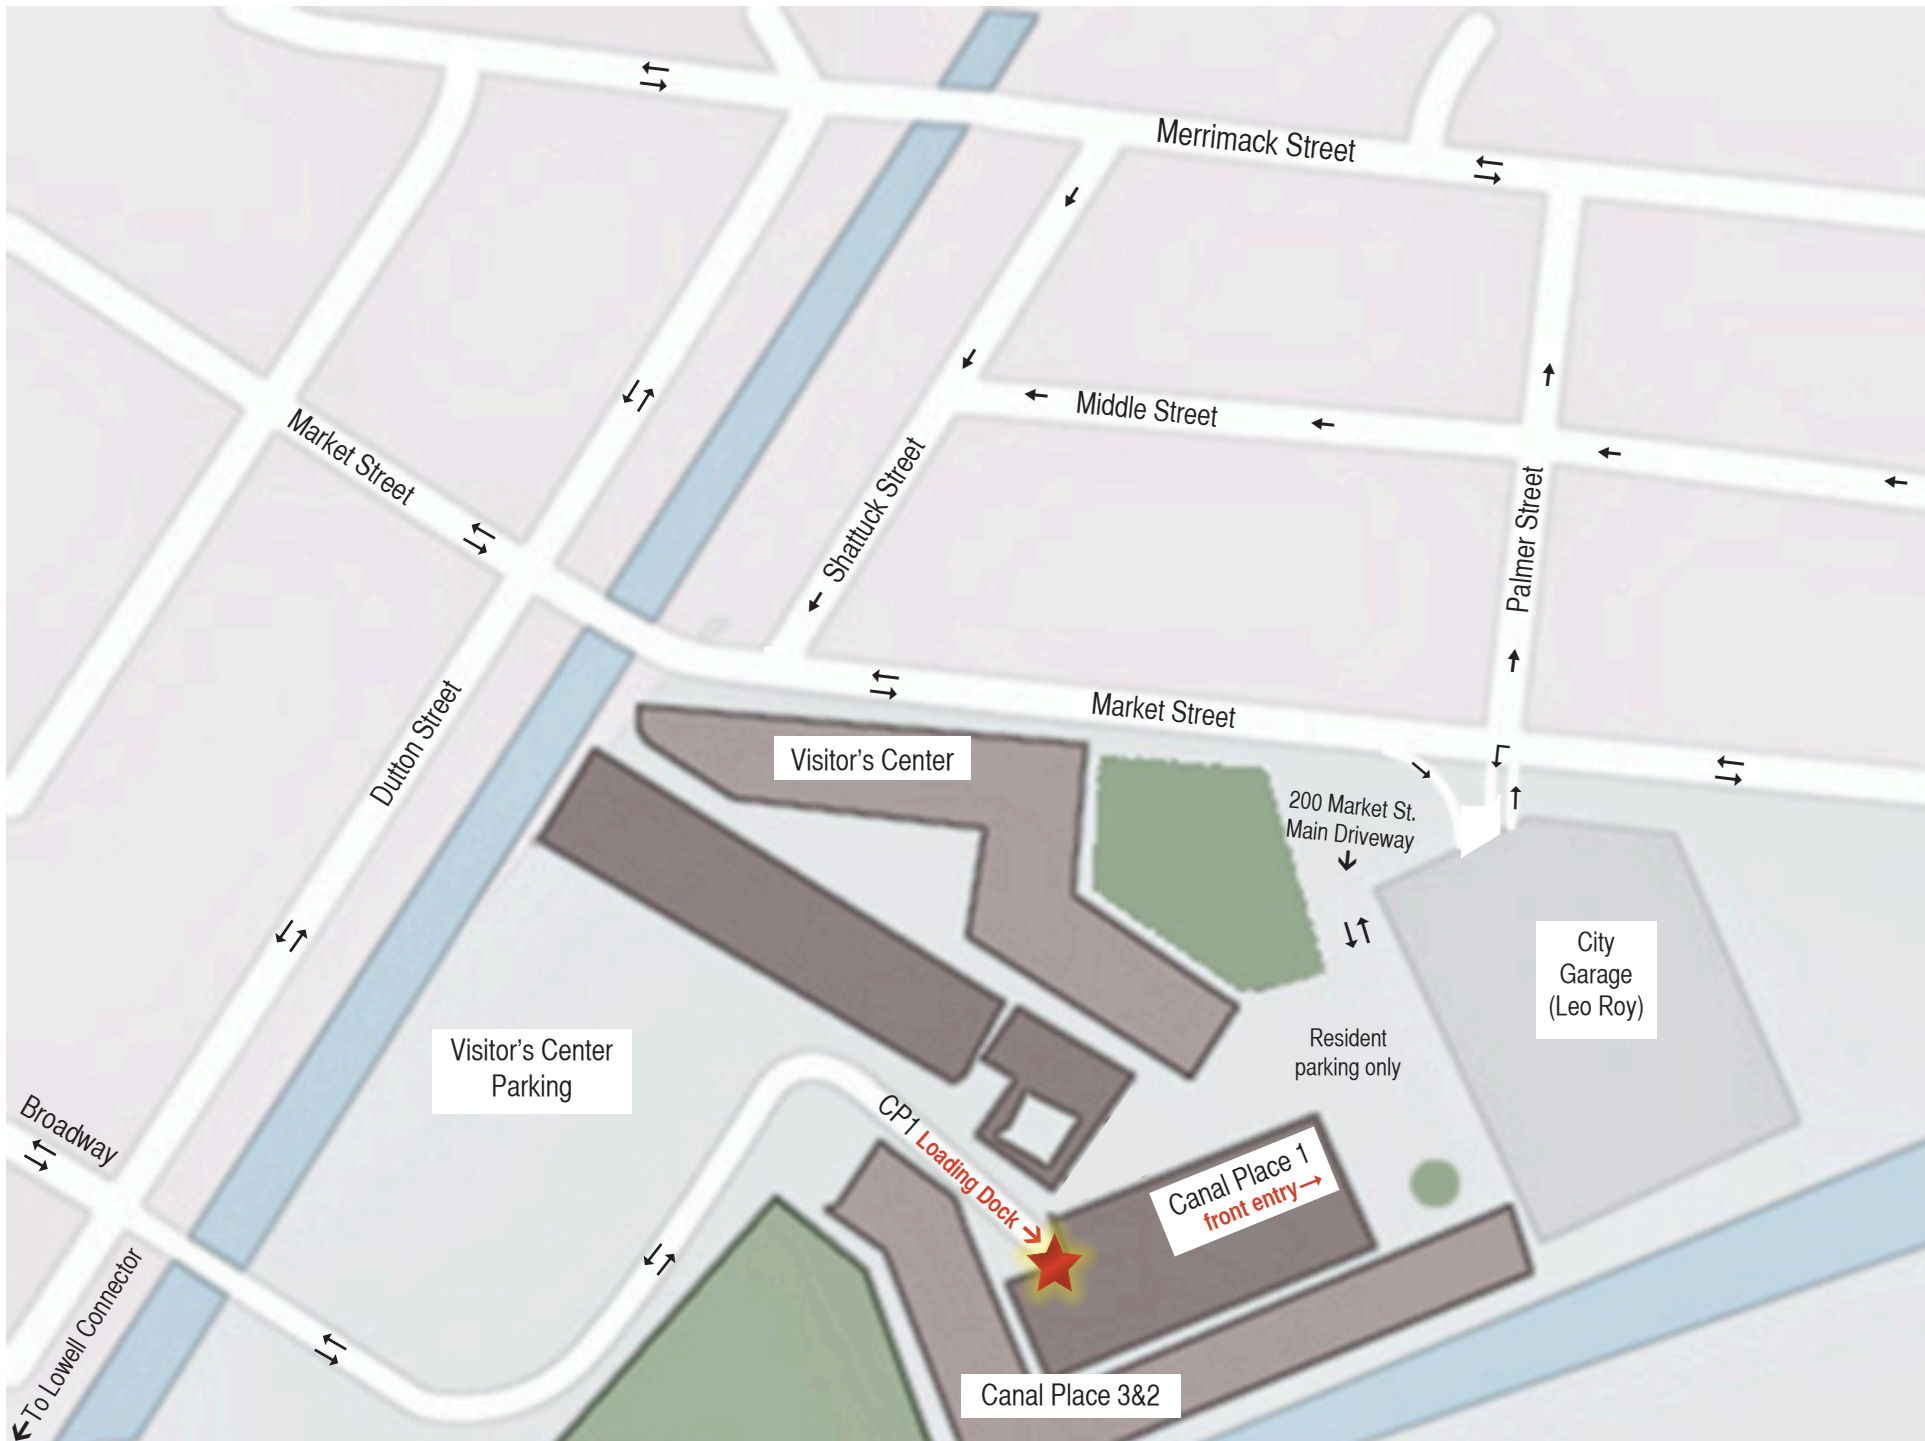 Merrimack Street
Middle Street
Market Street
Shattuck Street
Palmer Street
Dutton Street
Market Street
Visitor's Center
200 Market St.
Main Driveway
City
Garage
(Leo Roy)
Resident
parking only
Visitor's Center
Parking
Broadway
CP1 Loading Dock
Canal Place 1
front entry
To Lowell Connector
Canal Place 3&2